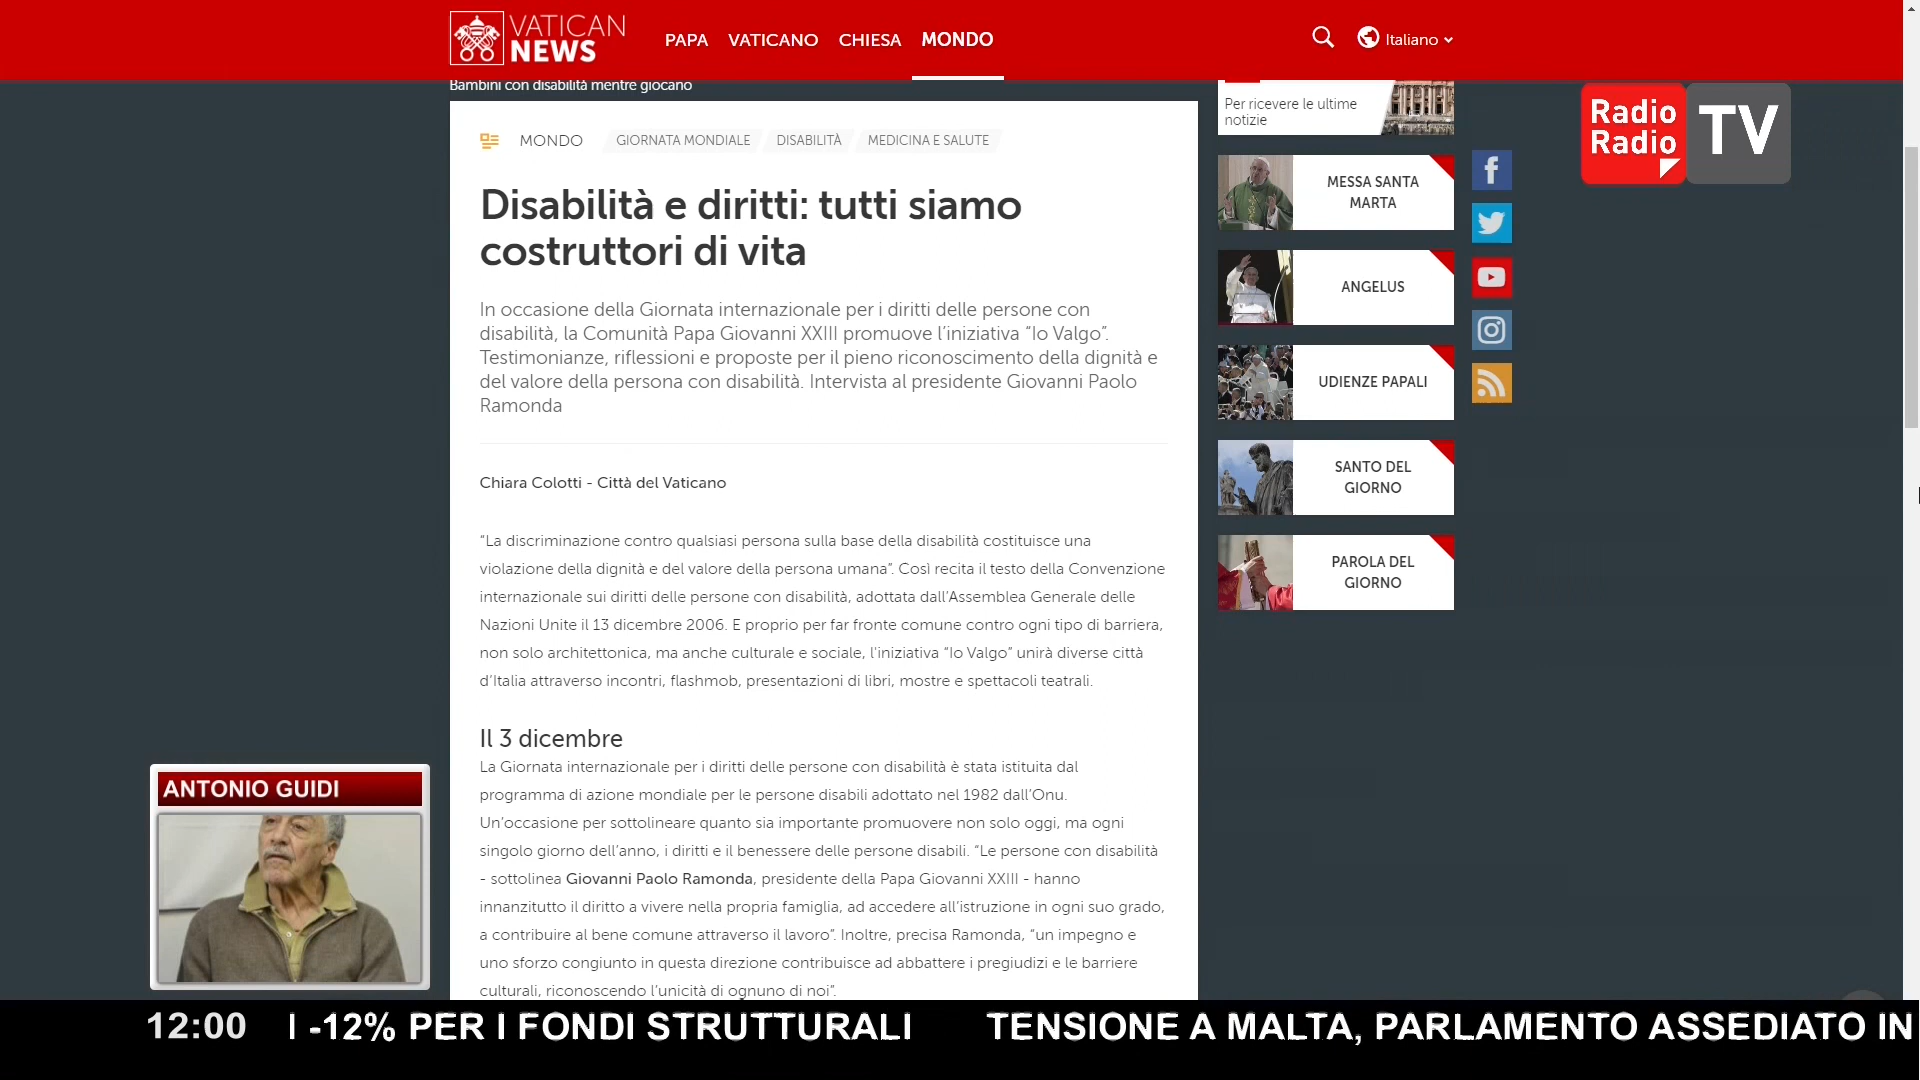 VATICAN
NEWS
PAPA
VATICANO
CHIESA
MONDO
Italiano
Bambini con disabilità mentre giocano
MONDO
GIORNATA MONDIALE
DISABILITÀ
MEDICINA E SALUTE
Disabilità e diritti: tutti siamo
costruttori di vita
In occasione della Giornata internazionale per i diritti delle persone con
disabilità, la Comunità Papa Giovanni XXIII promuove l’iniziativa “Io Valgo”.
Testimonianze, riflessioni e proposte per il pieno riconoscimento della dignità e
del valore della persona con disabilità. Intervista al presidente Giovanni Paolo
Ramonda
Chiara Colotti - Città del Vaticano
“La discriminazione contro qualsiasi persona sulla base della disabilità costituisce una
violazione della dignità e del valore della persona umana”. Così recita il testo della Convenzione
internazionale sui diritti delle persone con disabilità, adottata dall’Assemblea Generale delle
Nazioni Unite il 13 dicembre 2006. E proprio per far fronte comune contro ogni tipo di barriera,
non solo architettonica, ma anche culturale e sociale, l'iniziativa “Io Valgo” unirà diverse città
d’Italia attraverso incontri, flashmob, presentazioni di libri, mostre e spettacoli teatrali.
Il 3 dicembre
La Giornata internazionale per i diritti delle persone con disabilità è stata istituita dal
programma di azione mondiale per le persone disabili adottato nel 1982 dall’Onu.
Un’occasione per sottolineare quanto sia importante promuovere non solo oggi, ma ogni
singolo giorno dell’anno, i diritti e il benessere delle persone disabili. “Le persone con disabilità
- sottolinea Giovanni Paolo Ramonda, presidente della Papa Giovanni XXIII - hanno
innanzitutto il diritto a vivere nella propria famiglia, ad accedere all’istruzione in ogni suo grado,
a contribuire al bene comune attraverso il lavoro”. Inoltre, precisa Ramonda, “un impegno e
uno sforzo congiunto in questa direzione contribuisce ad abbattere i pregiudizi e le barriere
culturali, riconoscendo l’unicità di ognuno di noi”.
Per ricevere le ultime
notizie
MESSA SANTA
MARTA
ANGELUS
UDIENZE PAPALI
SANTO DEL
GIORNO
PAROLA DEL
GIORNO
Radio
Radio
TV
ANTONIO GUIDI
12:00
I -12% PER I FONDI STRUTTURALI
TENSIONE A MALTA, PARLAMENTO ASSEDIATO IN